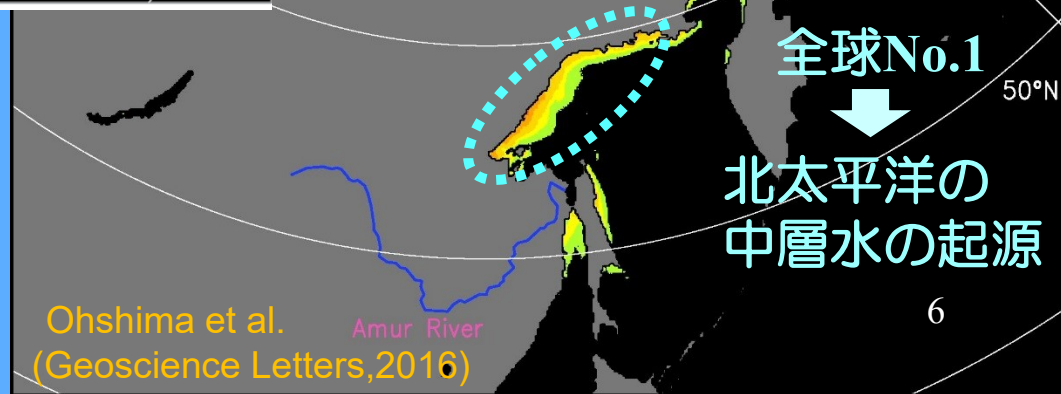 全球No.1
50°N
北太平洋の
中層水の起源
6
Ohshima et al.
Amur River
(Geoscience Letters,2016)